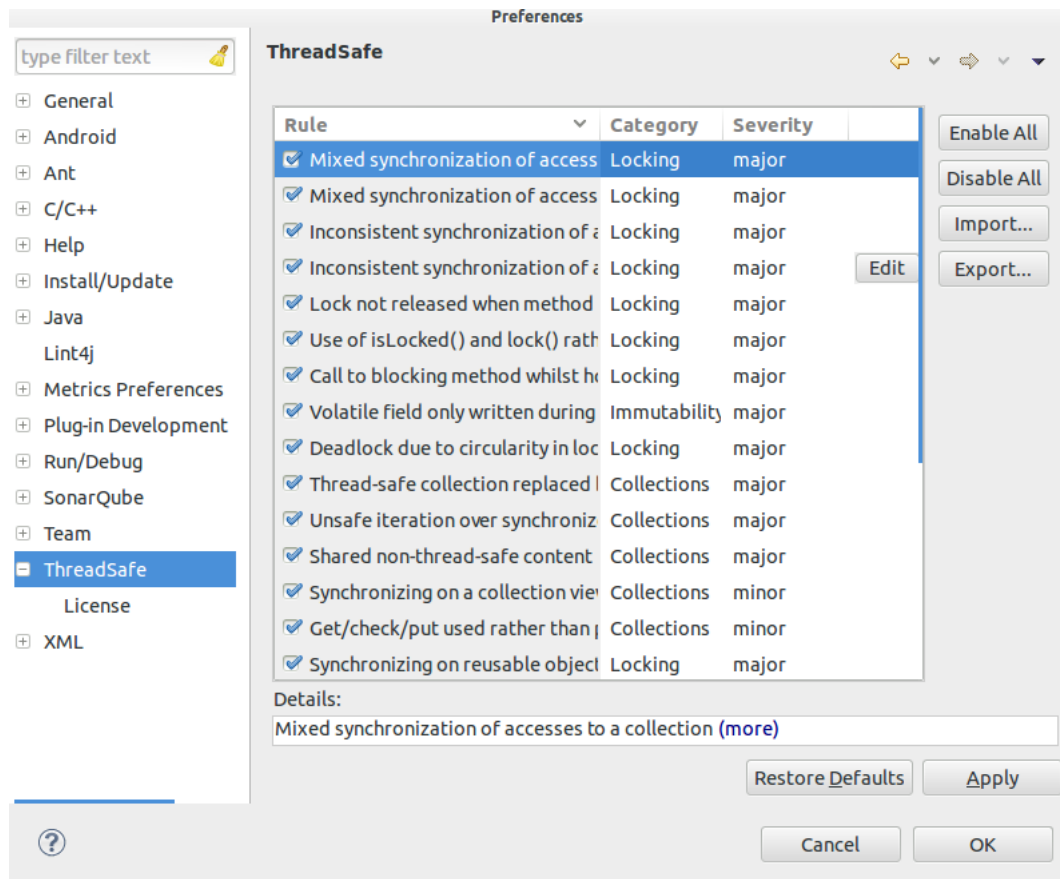 Preferences
type filter text
General
Android
Ant
C/C++
Help
Install/Update
Java
Lint4j
Metrics Preferences
Plug-in Development
Run/Debug
SonarQube
Team
ThreadSafe
License
XML
ThreadSafe
Rule Category Severity
Mixed synchronization of access Locking major
Mixed synchronization of access Locking major
Inconsistent synchronization of a Locking major
Inconsistent synchronization of a Locking major Edit
Lock not released when method Locking major
Use of isLocked() and lock() rath Locking major
Call to blocking method whilst ho Locking major
Volatile field only written during Immutability major
Deadlock due to circularity in loc Locking major
Thread-safe collection replaced Collections major
Unsafe iteration over synchroniz Collections major
Shared non-thread-safe content Collections major
Synchronizing on a collection view Collections minor
Get/check/put used rather than p Collections minor
Synchronizing on reusable object Locking major
Enable All
Disable All
Import...
Export...
Details:
Mixed synchronization of accesses to a collection (more)
Restore Defaults
Apply
Cancel
OK